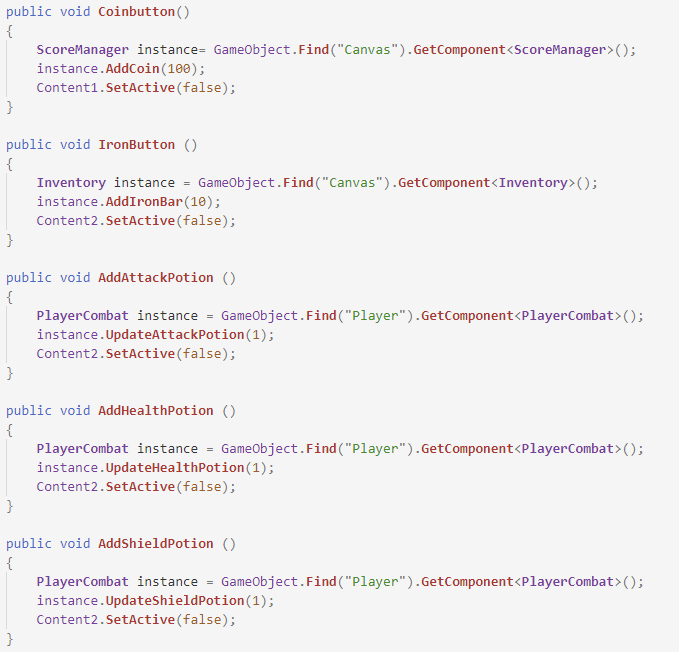 public void Coinbutton()
{
    ScoreManager instance= GameObject.Find("Canvas").GetComponent<ScoreManager>();
    instance.AddCoin(100);
    Content1.SetActive(false);
}

public void IronButton ()
{
    Inventory instance = GameObject.Find("Canvas").GetComponent<Inventory>();
    instance.AddIronBar(10);
    Content2.SetActive(false);
}

public void AddAttackPotion ()
{
    PlayerCombat instance = GameObject.Find("Player").GetComponent<PlayerCombat>();
    instance.UpdateAttackPotion(1);
    Content2.SetActive(false);
}

public void AddHealthPotion ()
{
    PlayerCombat instance = GameObject.Find("Player").GetComponent<PlayerCombat>();
    instance.UpdateHealthPotion(1);
    Content2.SetActive(false);
}

public void AddShieldPotion ()
{
    PlayerCombat instance = GameObject.Find("Player").GetComponent<PlayerCombat>();
    instance.UpdateShieldPotion(1);
    Content2.SetActive(false);
}